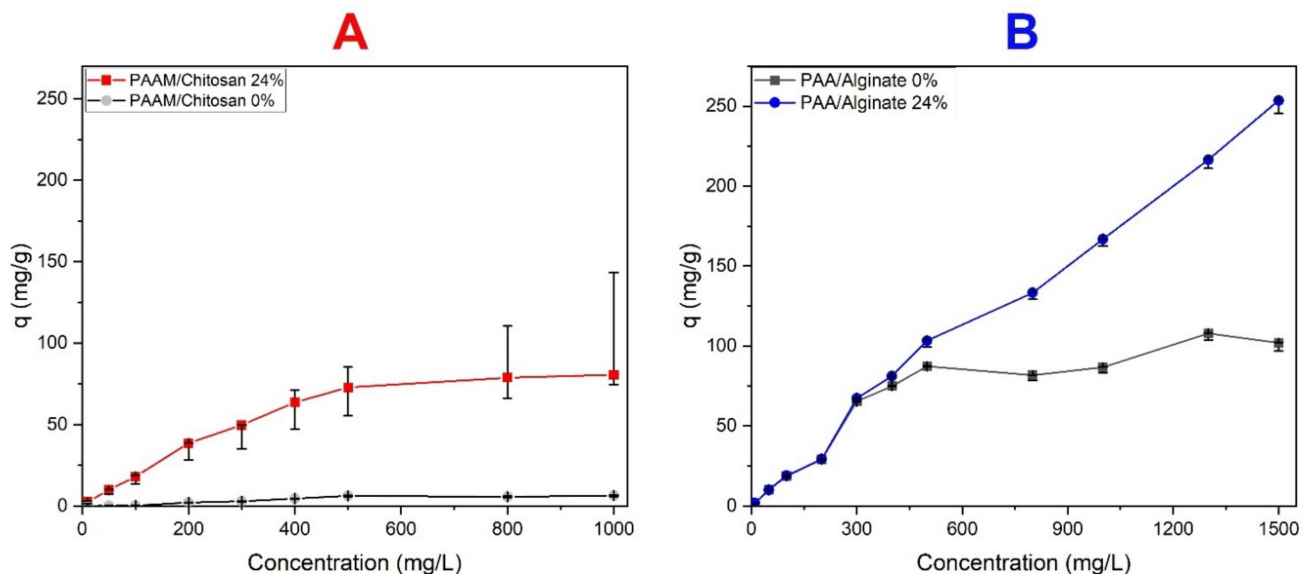 A
PAAM/Chitosan 24%
PAAM/Chitosan 0%
250
200
150
100
50
0
q (mg/g)
0 200 400 600 800 1000
Concentration (mg/L)
B
PAA/Alginate 0%
PAA/Alginate 24%
250
200
150
100
50
0
q (mg/g)
0 300 600 900 1200 1500
Concentration (mg/L)